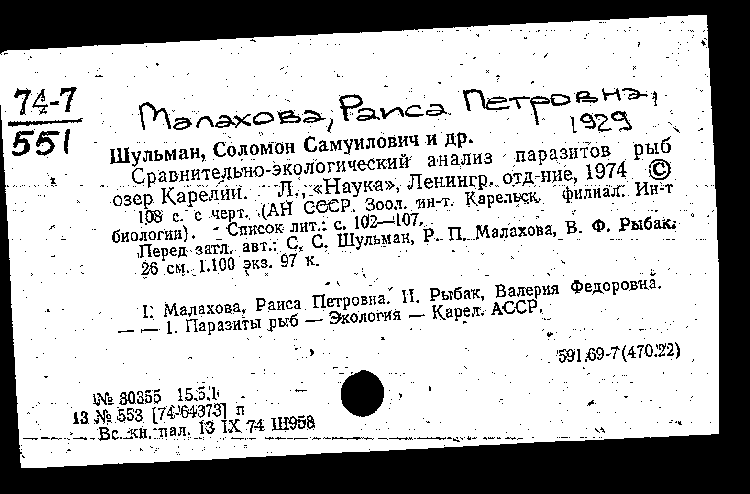 74-7
551
Малахова, Раиса Петровна,
1929
Шульман, Соломон Самуилович и др.
Сравнительно-экологический анализ паразитов рыб
озер Карелии. Л., «Наука», Ленингр. отд-ние, 1974 ©
108 с. с черт. (АН СССР. Зоол. ин-т. Карельск. филиал. Ин-т
биологии). Список лит.: с. 102—107.
Перед загл. авт.: С. С. Шульман, Р. П. Малахова, В. Ф. Рыбак.
26 см. 1.100 экз. 97 к.
I. Малахова, Раиса Петровна. II. Рыбак, Валерия Федоровна.
— — 1. Паразиты рыб — Экология — Карел. АССР.
591.69-7(470.22)
№ 30355 15.5.1
13 № 553 [74-64373] п
Вс. кн. пал. 13 IX 74 III958